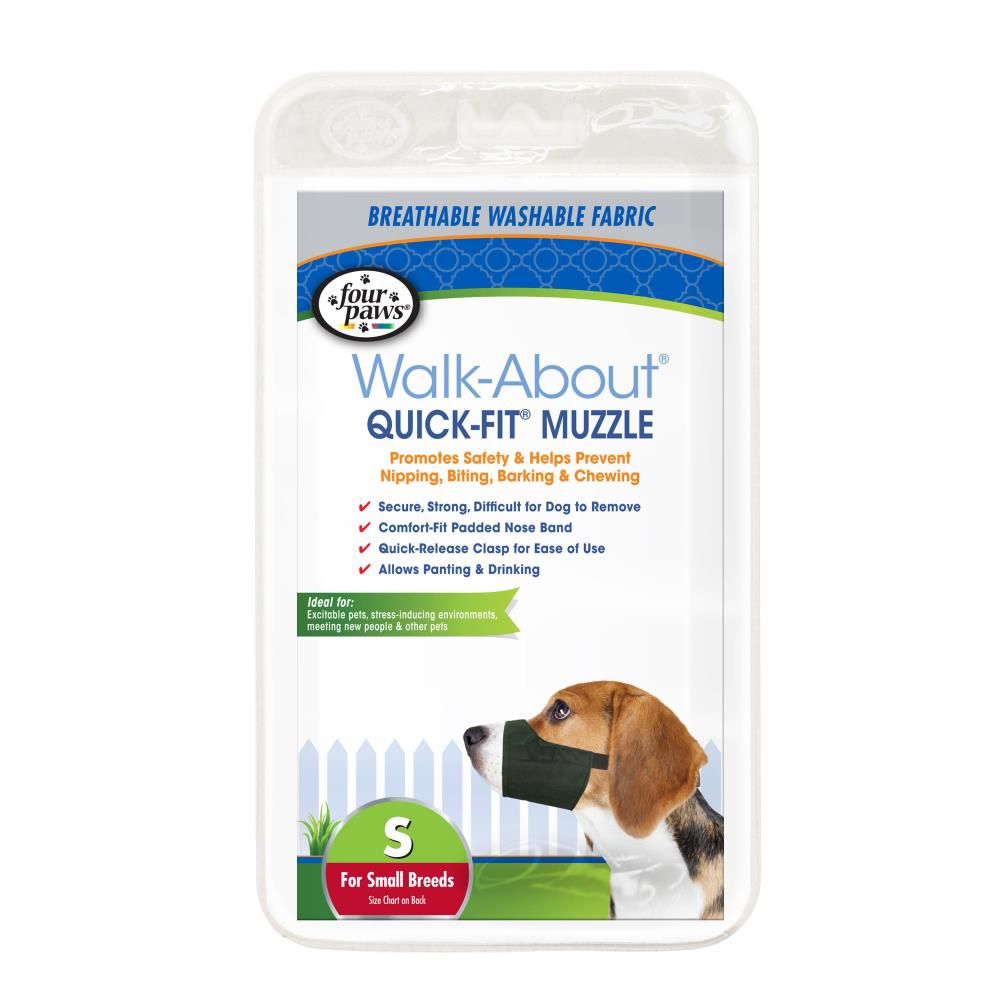 BREATHABLE WASHABLE FABRIC
four
paws®
Walk-About®
QUICK-FIT® MUZZLE
Promotes Safety & Helps Prevent
Nipping, Biting, Barking & Chewing
✔ Secure, Strong, Difficult for Dog to Remove
✔ Comfort-Fit Padded Nose Band
✔ Quick-Release Clasp for Ease of Use
✔ Allows Panting & Drinking
Ideal for:
Excitable pets, stress-inducing environments,
meeting new people & other pets
S
For Small Breeds
Size Chart on Back